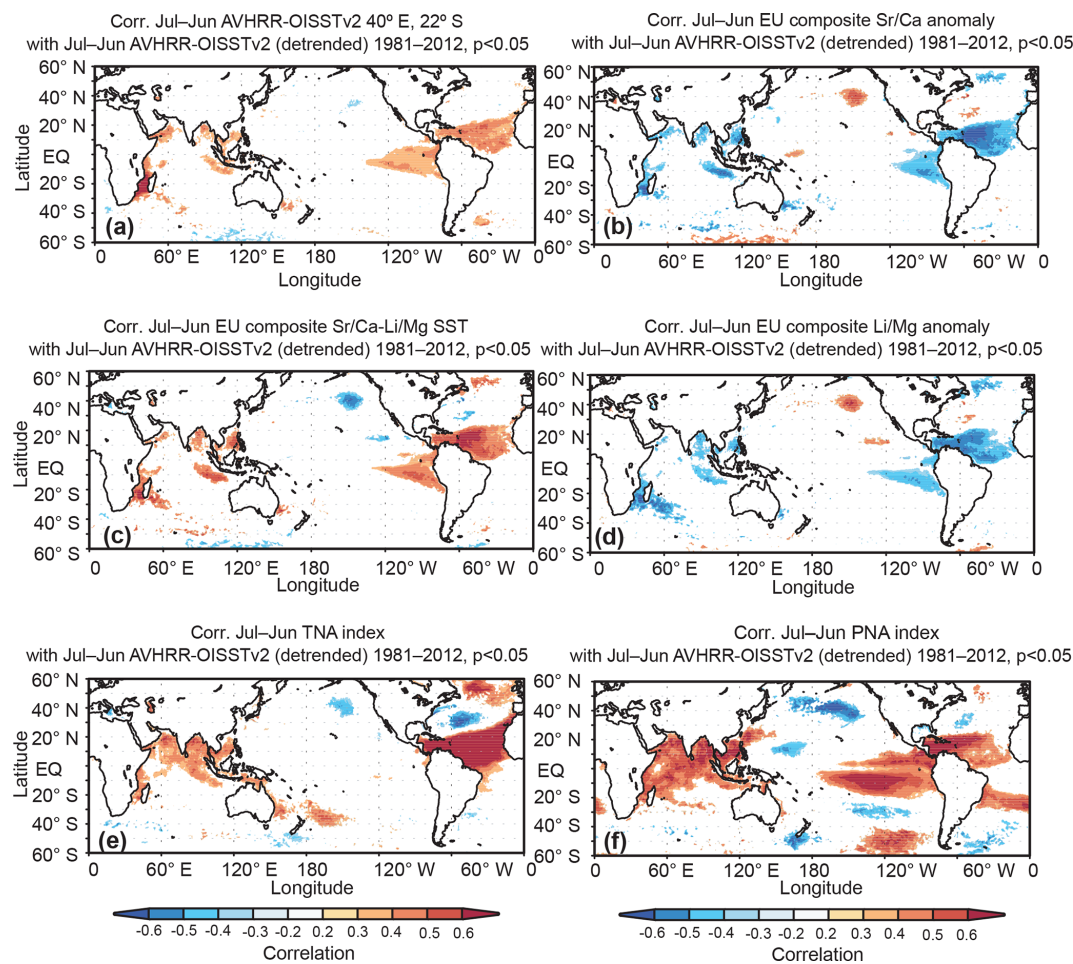 Corr. Jul–Jun AVHRR-OISSTv2 40º E, 22º S
with Jul–Jun AVHRR-OISSTv2 (detrended) 1981–2012, p<0.05
60° N
40° N
20° N
EQ
20° S
40° S
60° S
Latitude
(a)
0 60° E 120° E 180 120° W 60° W 0
Longitude
Corr. Jul–Jun EU composite Sr/Ca anomaly
with Jul–Jun AVHRR-OISSTv2 (detrended) 1981–2012, p<0.05
60° N
40° N
20° N
EQ
20° S
40° S
60° S
(b)
0 60° E 120° E 180 120° W 60° W 0
Longitude
Corr. Jul–Jun EU composite Sr/Ca-Li/Mg SST
with Jul–Jun AVHRR-OISSTv2 (detrended) 1981–2012, p<0.05
60° N
40° N
20° N
EQ
20° S
40° S
60° S
Latitude
(c)
0 60° E 120° E 180 120° W 60° W 0
Longitude
Corr. Jul–Jun EU composite Li/Mg anomaly
with Jul–Jun AVHRR-OISSTv2 (detrended) 1981–2012, p<0.05
60° N
40° N
20° N
EQ
20° S
40° S
60° S
(d)
0 60° E 120° E 180 120° W 60° W 0
Longitude
Corr. Jul–Jun TNA index
with Jul–Jun AVHRR-OISSTv2 (detrended) 1981–2012, p<0.05
60° N
40° N
20° N
EQ
20° S
40° S
60° S
Latitude
(e)
0 60° E 120° E 180 120° W 60° W 0
Longitude
Corr. Jul–Jun PNA index
with Jul–Jun AVHRR-OISSTv2 (detrended) 1981–2012, p<0.05
60° N
40° N
20° N
EQ
20° S
40° S
60° S
(f)
0 60° E 120° E 180 120° W 60° W 0
Longitude
-0.6 -0.5 -0.4 -0.3 -0.2 0.2 0.3 0.4 0.5 0.6
Correlation
-0.6 -0.5 -0.4 -0.3 -0.2 0.2 0.3 0.4 0.5 0.6
Correlation